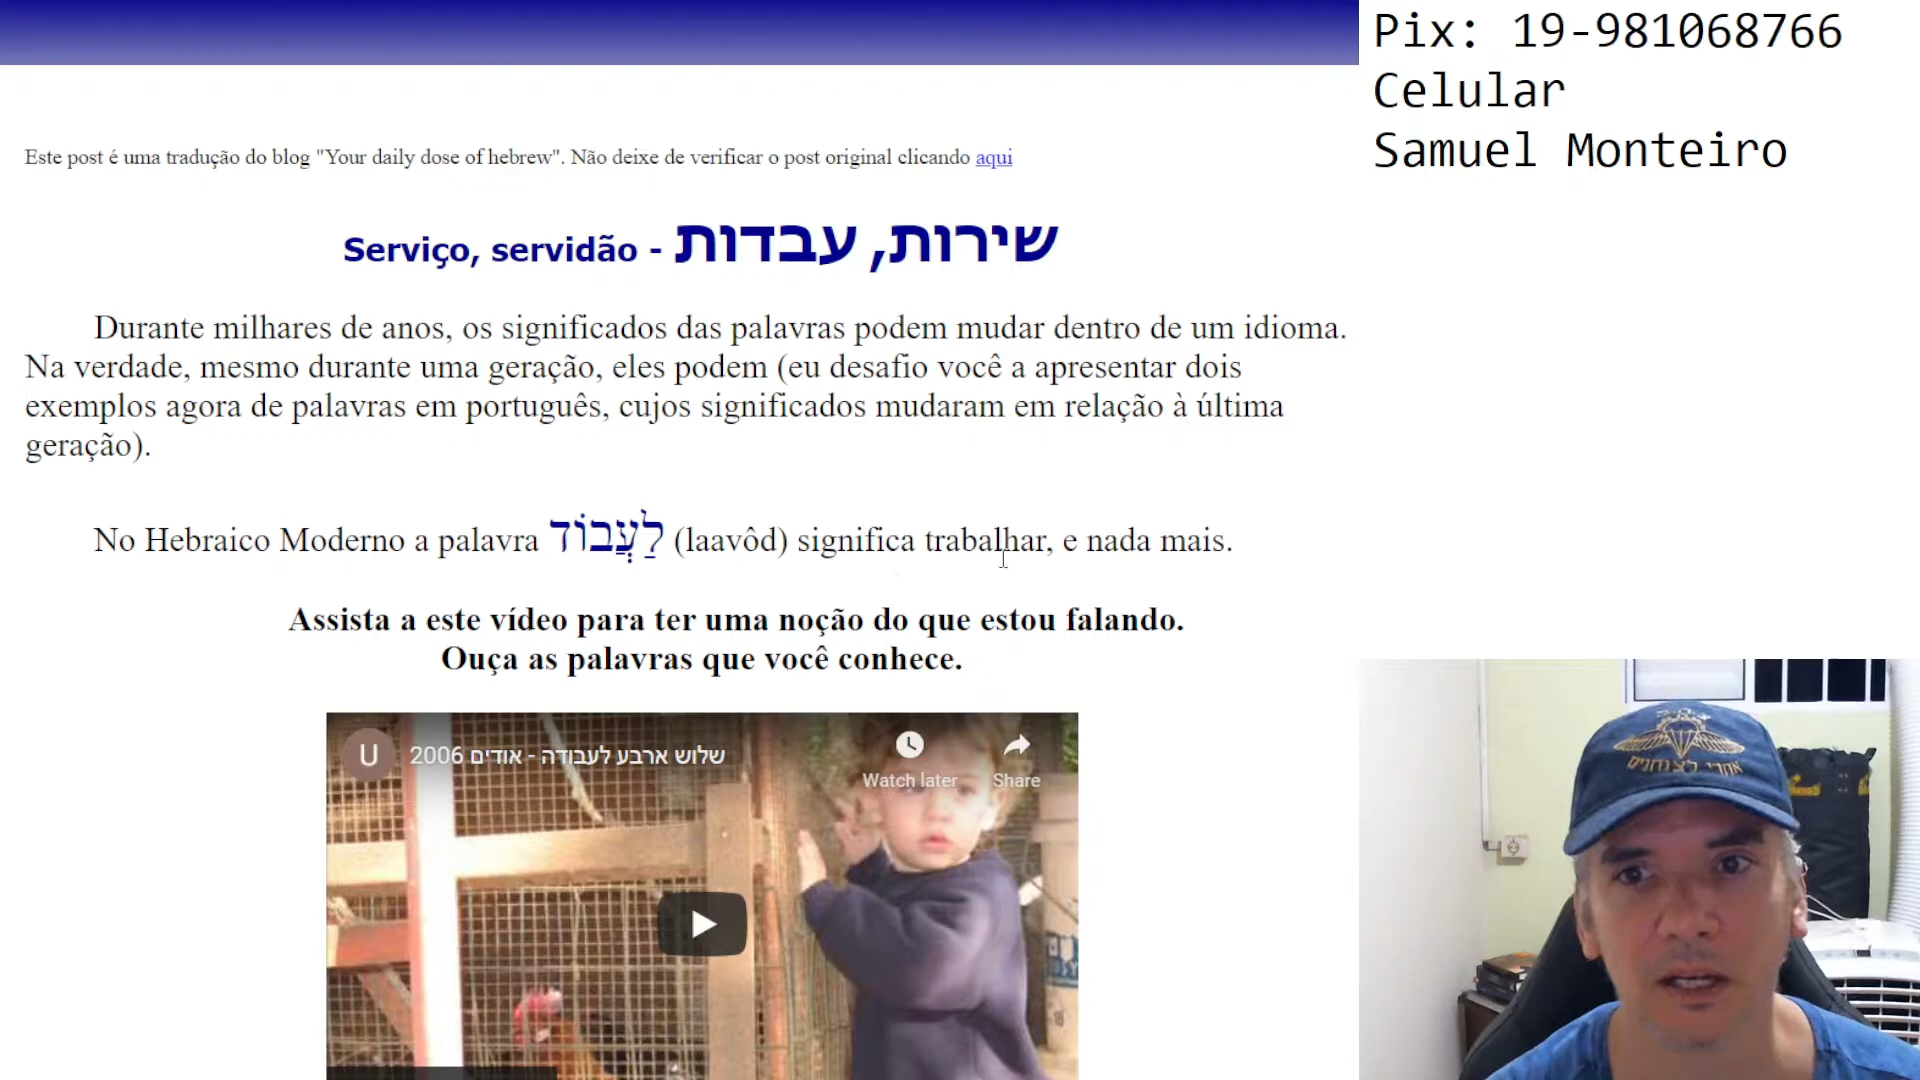 Pix: 19-981068766
Celular
Samuel Monteiro
Este post é uma tradução do blog "Your daily dose of hebrew". Não deixe de verificar o post original clicando aqui
Serviço, servidão - שירות, עבדות
Durante milhares de anos, os significados das palavras podem mudar dentro de um idioma.
Na verdade, mesmo durante uma geração, eles podem (eu desafio você a apresentar dois
exemplos agora de palavras em português, cujos significados mudaram em relação à última
geração).
No Hebraico Moderno a palavra לַעֲבוֹד (laavôd) significa trabalhar, e nada mais.
Assista a este vídeo para ter uma noção do que estou falando.
Ouça as palavras que você conhece.
U
שלוש ארבע לעבודה - אודים 2006
Watch later
Share
אחרי לצנחנים